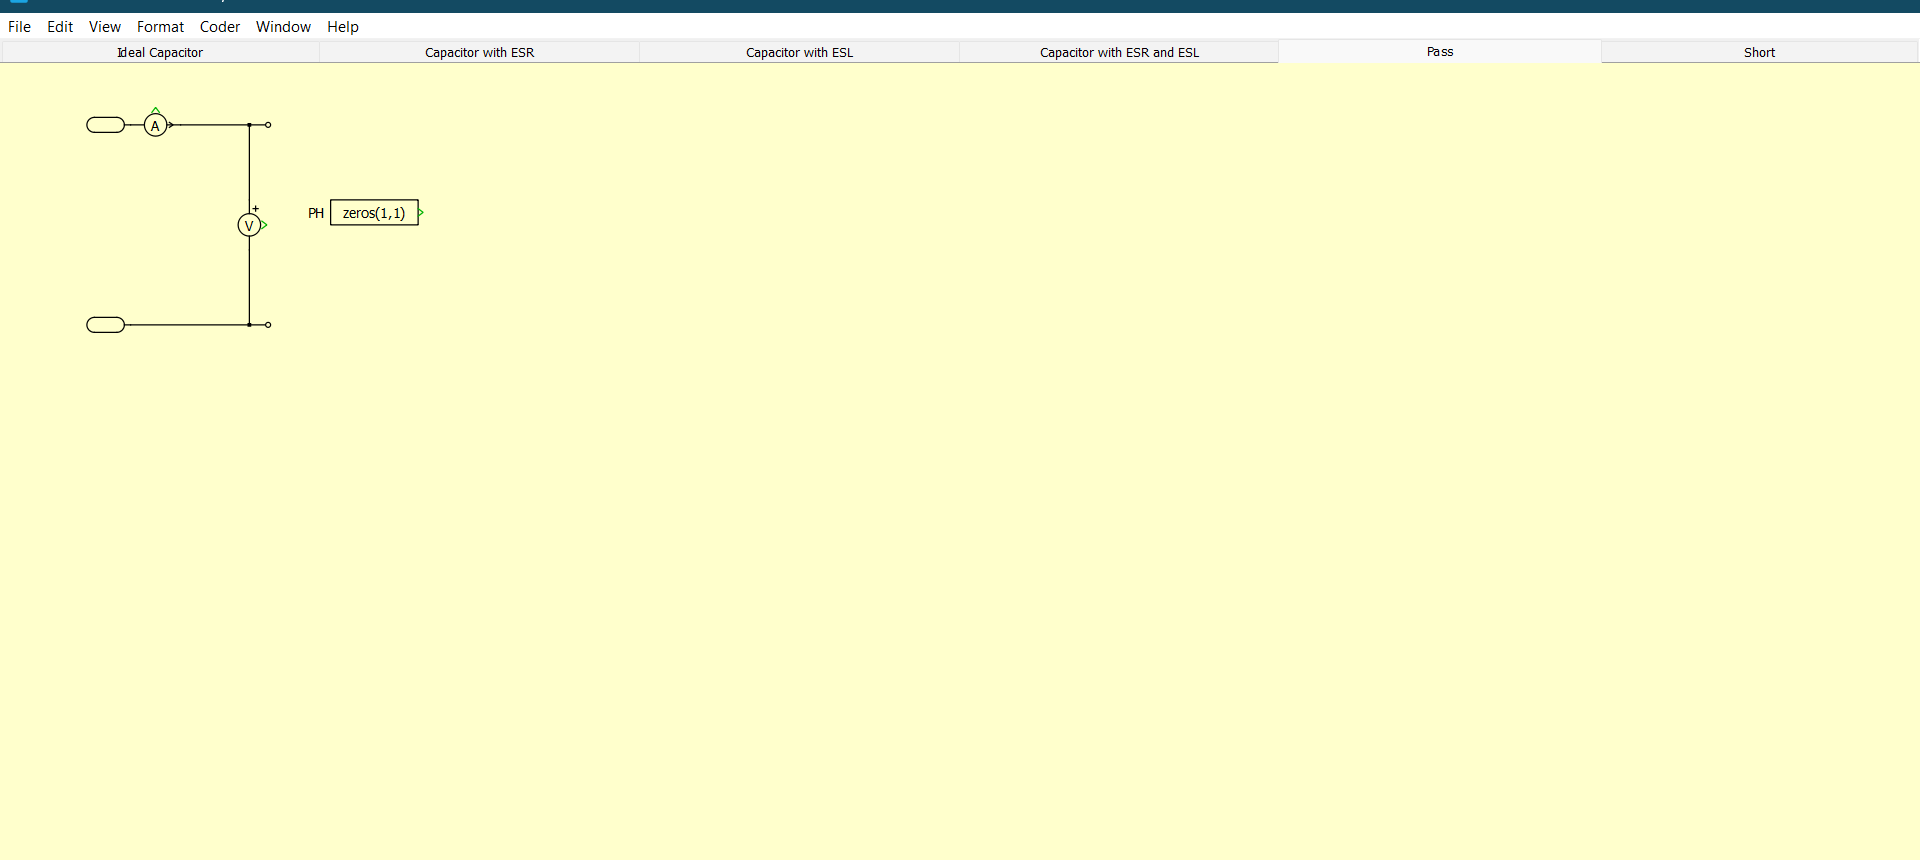 File Edit View Format Coder Window Help
Ideal Capacitor Capacitor with ESR Capacitor with ESL Capacitor with ESR and ESL Pass Short
A
+
V
PH zeros(1,1)